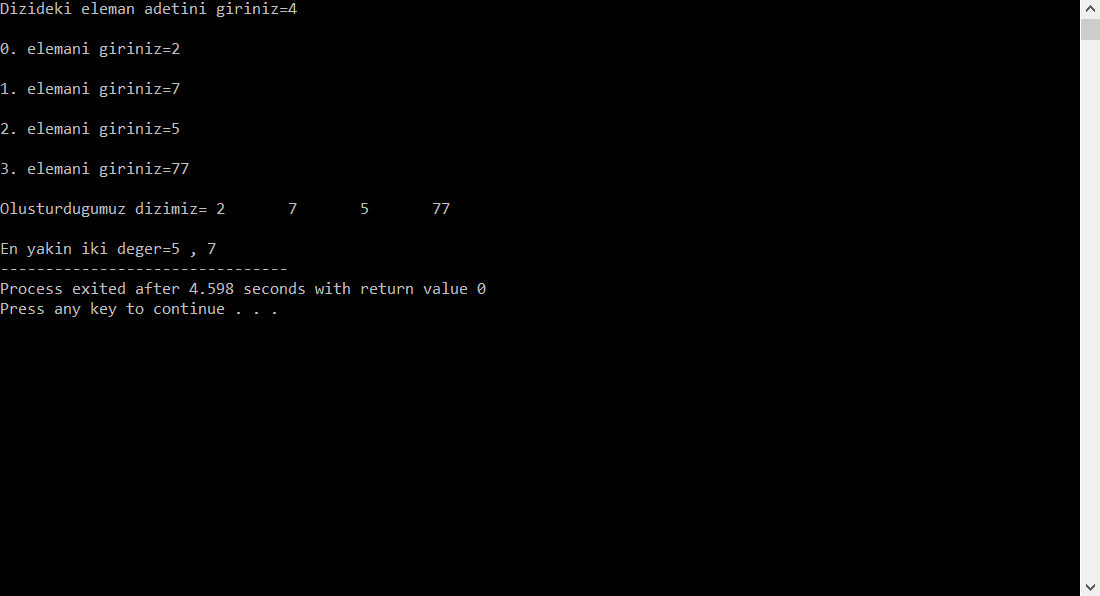 Dizideki eleman adetini giriniz=4
0. elemani giriniz=2
1. elemani giriniz=7
2. elemani giriniz=5
3. elemani giriniz=77
Olusturdugumuz dizimiz= 2       7       5       77
En yakin iki deger=5 , 7
--------------------------------
Process exited after 4.598 seconds with return value 0
Press any key to continue . . .